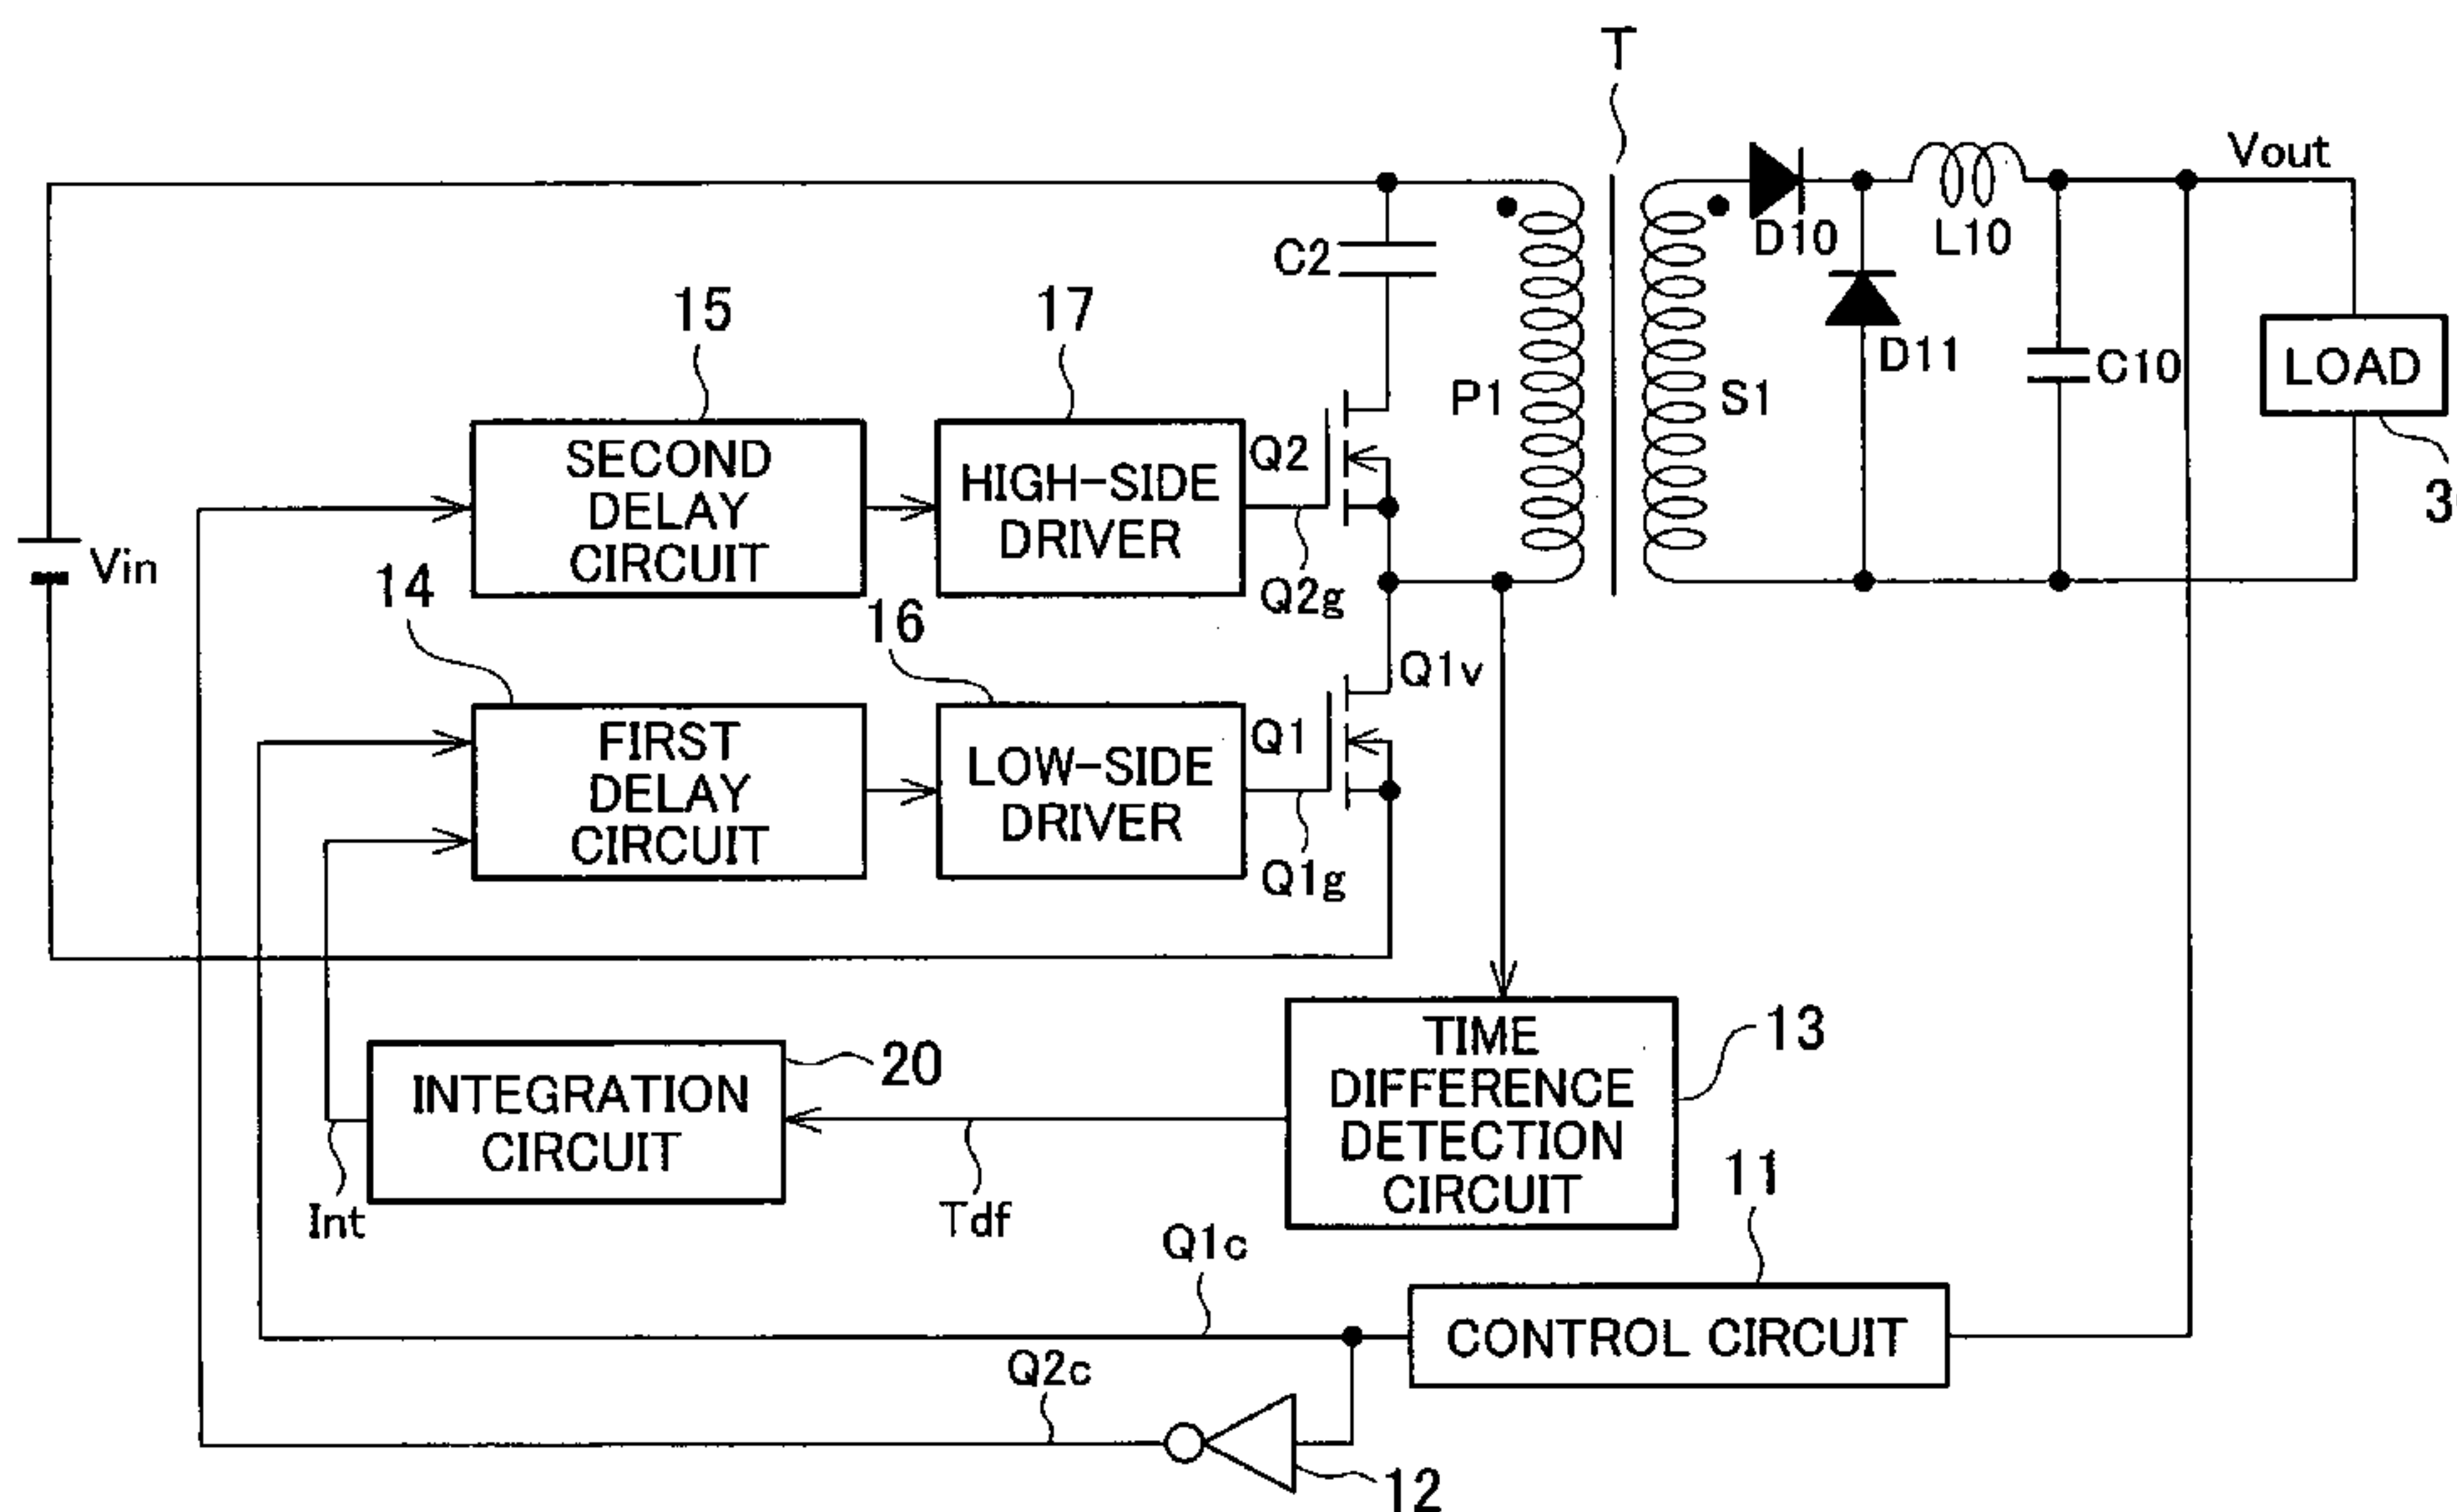 T
Vout
D10
L10
C2
15
17
D11
C10
LOAD
P1
S1
SECOND
DELAY
CIRCUIT
HIGH-SIDE
DRIVER
Q2
3
Vin
14
16
Q2g
Q1v
FIRST
DELAY
CIRCUIT
LOW-SIDE
DRIVER
Q1
Q1g
TIME
DIFFERENCE
DETECTION
CIRCUIT
13
INTEGRATION
CIRCUIT
20
Int
Tdf
11
Q1c
CONTROL CIRCUIT
Q2c
12